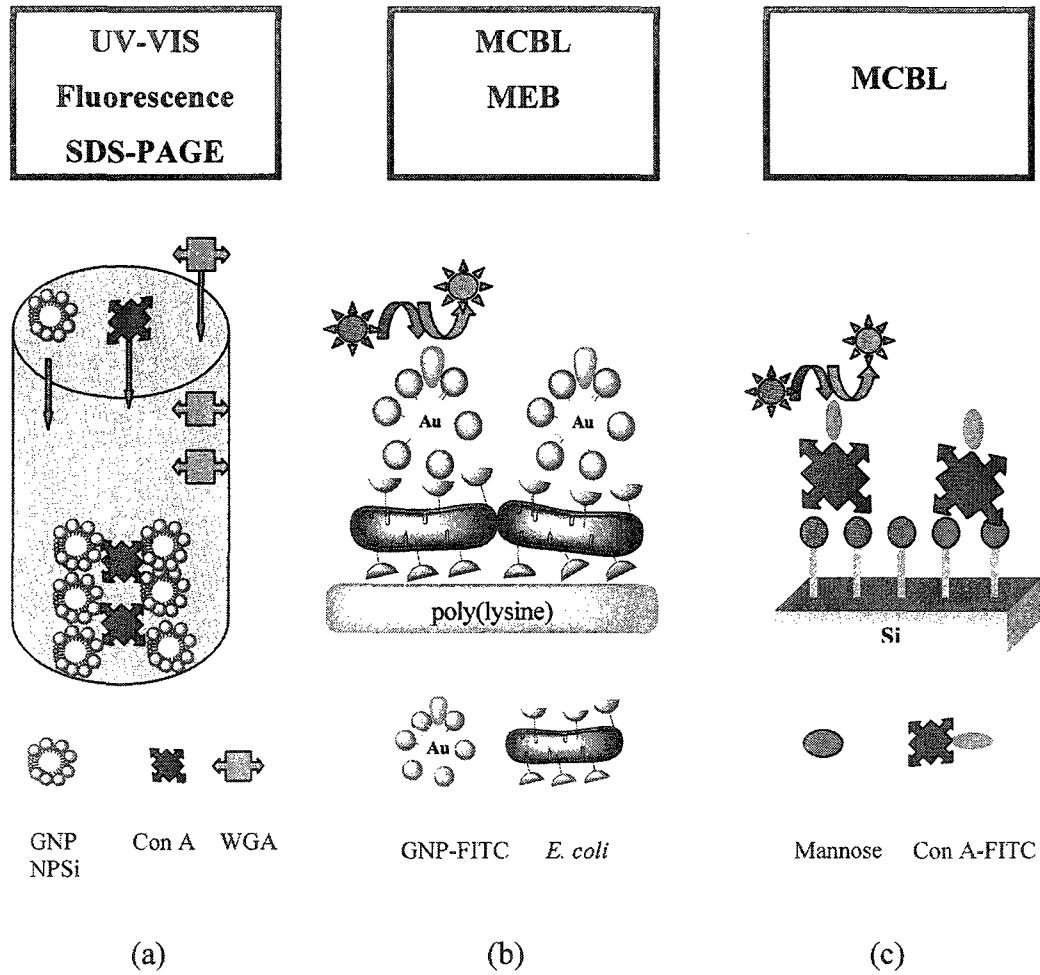 UV-VIS
Fluorescence
SDS-PAGE
MCBL
MEB
MCBL
Au
Au
poly(lysine)
Si
Au
GNP
NPSi
Con A
WGA
GNP-FITC
E. coli
Mannose
Con A-FITC
(a)
(b)
(c)